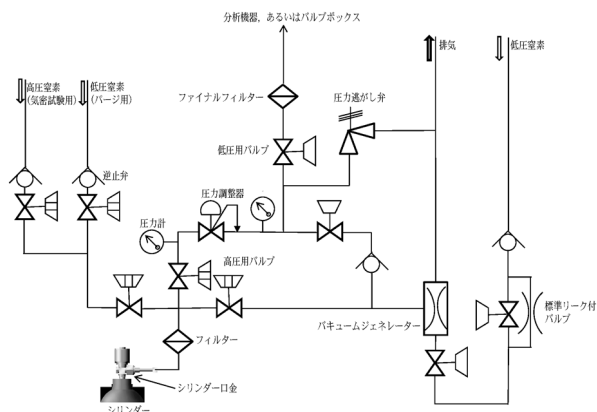 分析機器，あるいはバルブボックス
高圧窒素
(気密試験用)
低圧窒素
(パージ用)
排気
低圧窒素
ファイナルフィルター
圧力逃がし弁
低圧用バルブ
逆止弁
圧力調整器
圧力計
高圧用バルブ
標準リーク付
バルブ
バキュームジェネレーター
フィルター
シリンダー口金
シリンダー